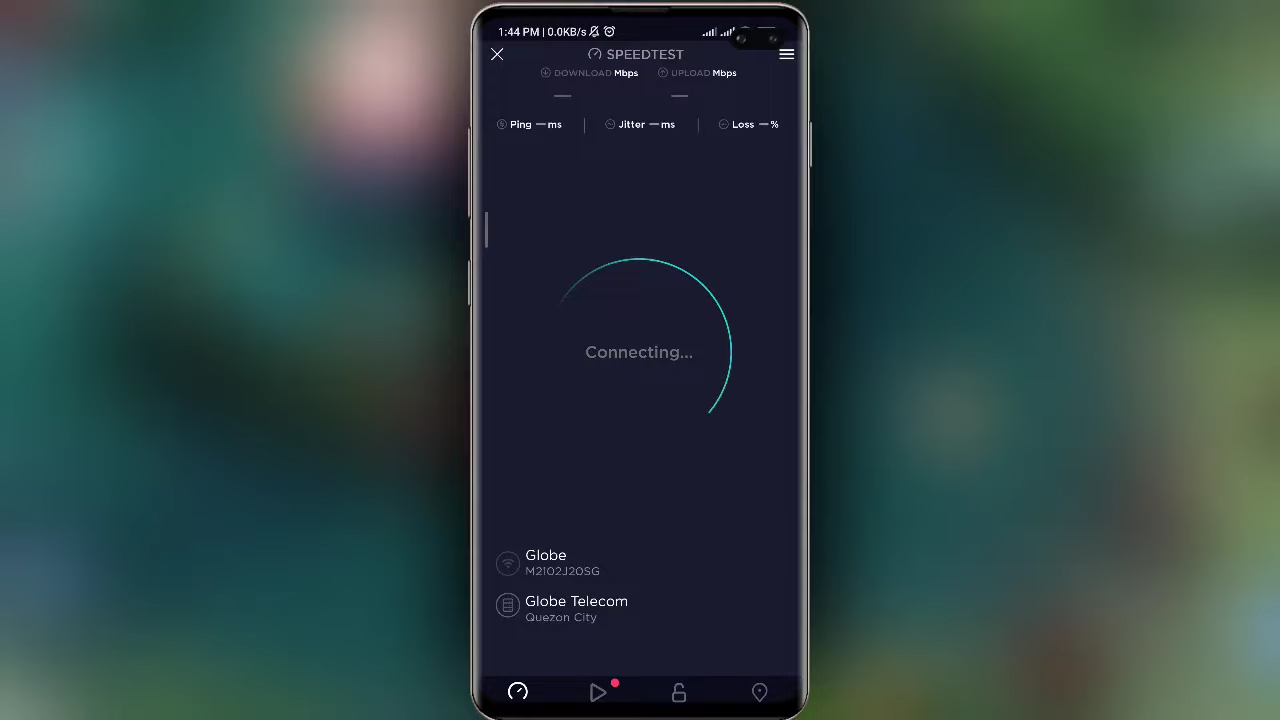 1:44 PM | 0.0KB/s
SPEEDTEST
DOWNLOAD Mbps UPLOAD Mbps
— —
Ping — ms Jitter — ms Loss — %
Connecting...
Globe
M2102J20SG
Globe Telecom
Quezon City